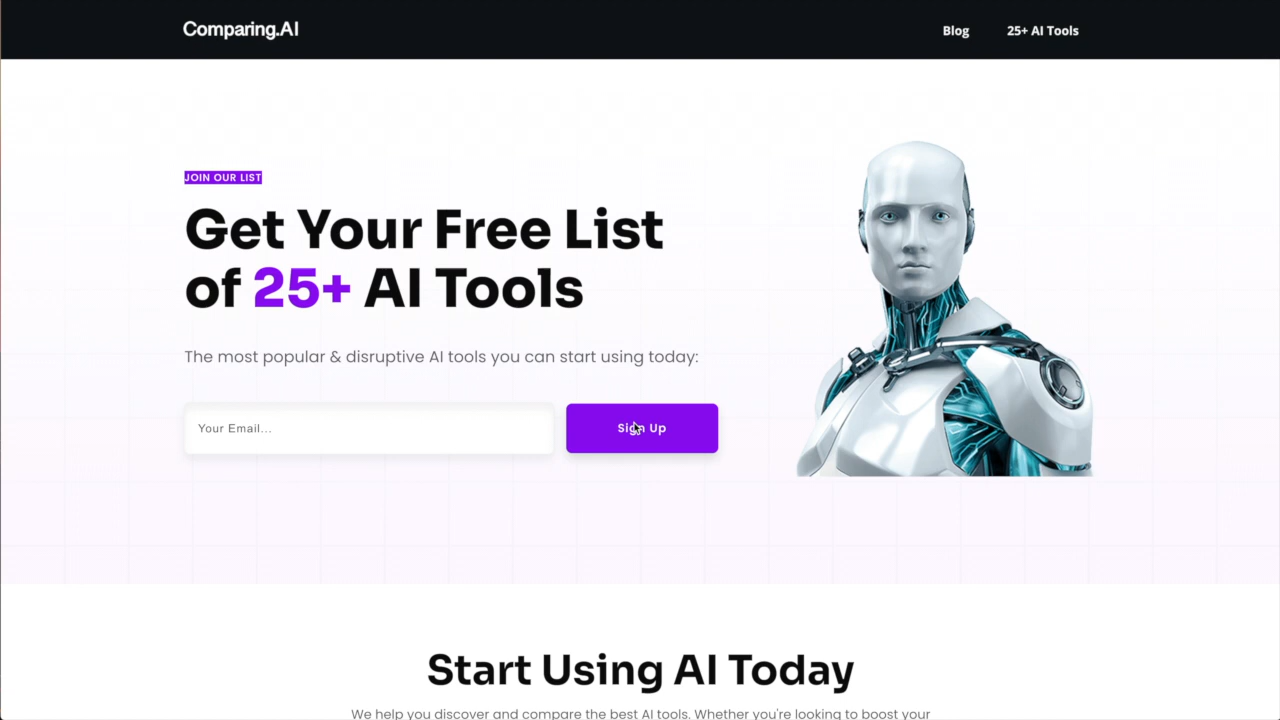 Comparing.AI
Blog
25+ AI Tools
JOIN OUR LIST
Get Your Free List
of 25+ AI Tools
The most popular & disruptive AI tools you can start using today:
Your Email...
Sign Up
Start Using AI Today
We help you discover and compare the best AI tools. Whether you're looking to boost your